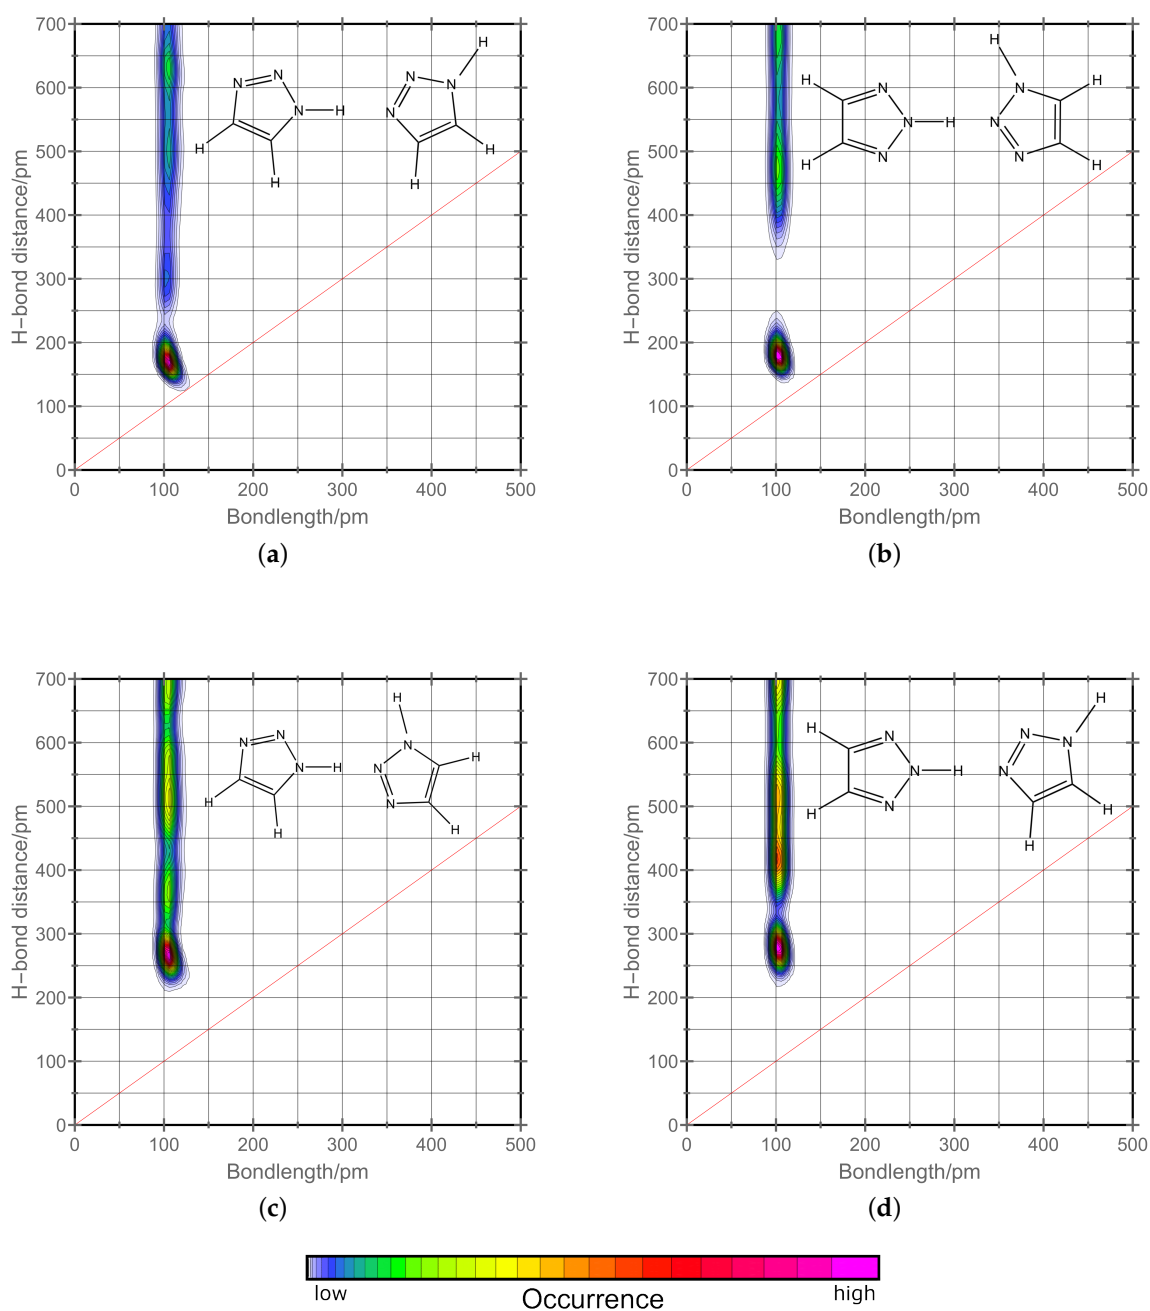 700
600
500
400
300
200
100
0
H−bond distance/pm
N N
N H
H
H
H
N
N
N
H
H
0 100 200 300 400 500
Bondlength/pm
(a)
700
600
500
400
300
200
100
0
H−bond distance/pm
H
N
N H
H
N
H
N H
N
N H
0 100 200 300 400 500
Bondlength/pm
(b)
700
600
500
400
300
200
100
0
H−bond distance/pm
N N
N H
H
H
H
N
N H
N
H
0 100 200 300 400 500
Bondlength/pm
(c)
700
600
500
400
300
200
100
0
H−bond distance/pm
H N
N H
H N
H
N N
N
H
H
0 100 200 300 400 500
Bondlength/pm
(d)
low Occurrence high